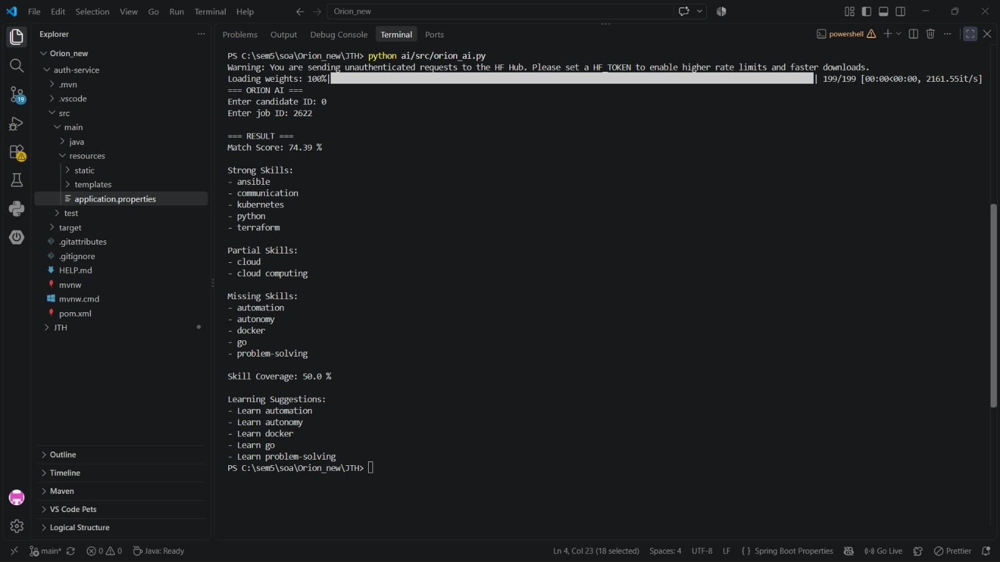 File Edit Selection View Go Run Terminal Help
Orion_new
Explorer
Orion_new
auth-service
.mvn
.vscode
src
main
java
resources
static
templates
application.properties
test
target
.gitattributes
.gitignore
HELP.md
mvnw
mvnw.cmd
pom.xml
JTH
Outline
Timeline
Maven
VS Code Pets
Logical Structure
19
Problems Output Debug Console Terminal Ports
powershell
PS C:\sem5\soa\Orion_new\JTH> python ai/src/orion_ai.py
Warning: You are sending unauthenticated requests to the HF Hub. Please set a HF_TOKEN to enable higher rate limits and faster downloads.
Loading weights: 100%| | 199/199 [00:00<00:00, 2161.55it/s]
=== ORION AI ===
Enter candidate ID: 0
Enter job ID: 2622
=== RESULT ===
Match Score: 74.39 %
Strong Skills:
- ansible
- communication
- kubernetes
- python
- terraform
Partial Skills:
- cloud
- cloud computing
Missing Skills:
- automation
- autonomy
- docker
- go
- problem-solving
Skill Coverage: 50.0 %
Learning Suggestions:
- Learn automation
- Learn autonomy
- Learn docker
- Learn go
- Learn problem-solving
PS C:\sem5\soa\Orion_new\JTH>
main* 0 0 Java: Ready Ln 4, Col 23 (18 selected) Spaces: 4 UTF-8 LF { } Spring Boot Properties Go Live Prettier